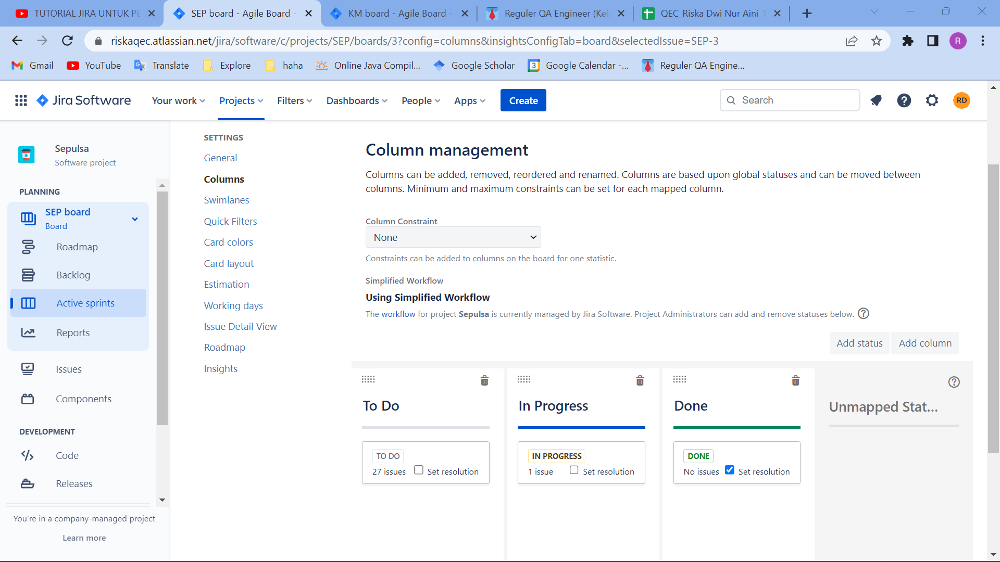 TUTORIAL JIRA UNTUK PE
SEP board - Agile Board -
KM board - Agile Board -
Reguler QA Engineer (Kela
QEC_Riska Dwi Nur Aini_T
riskaqec.atlassian.net/jira/software/c/projects/SEP/boards/3?config=columns&insightsConfigTab=board&selectedIssue=SEP-3
R
Gmail
YouTube
Translate
Explore
haha
Online Java Compil...
Google Scholar
Google Calendar -...
Reguler QA Engine...
Jira Software
Your work
Projects
Filters
Dashboards
People
Apps
Create
Search
RD
Sepulsa
Software project
PLANNING
SEP board
Board
Roadmap
Backlog
Active sprints
Reports
Issues
Components
DEVELOPMENT
Code
Releases
You're in a company-managed project
Learn more
SETTINGS
General
Columns
Swimlanes
Quick Filters
Card colors
Card layout
Estimation
Working days
Issue Detail View
Roadmap
Insights
Column management
Columns can be added, removed, reordered and renamed. Columns are based upon global statuses and can be moved between
columns. Minimum and maximum constraints can be set for each mapped column.
Column Constraint
None
Constraints can be added to columns on the board for one statistic.
Simplified Workflow
Using Simplified Workflow
The workflow for project Sepulsa is currently managed by Jira Software. Project Administrators can add and remove statuses below.
Add status
Add column
To Do
TO DO
27 issues
Set resolution
In Progress
IN PROGRESS
1 issue
Set resolution
Done
DONE
No issues
Set resolution
Unmapped Stat...